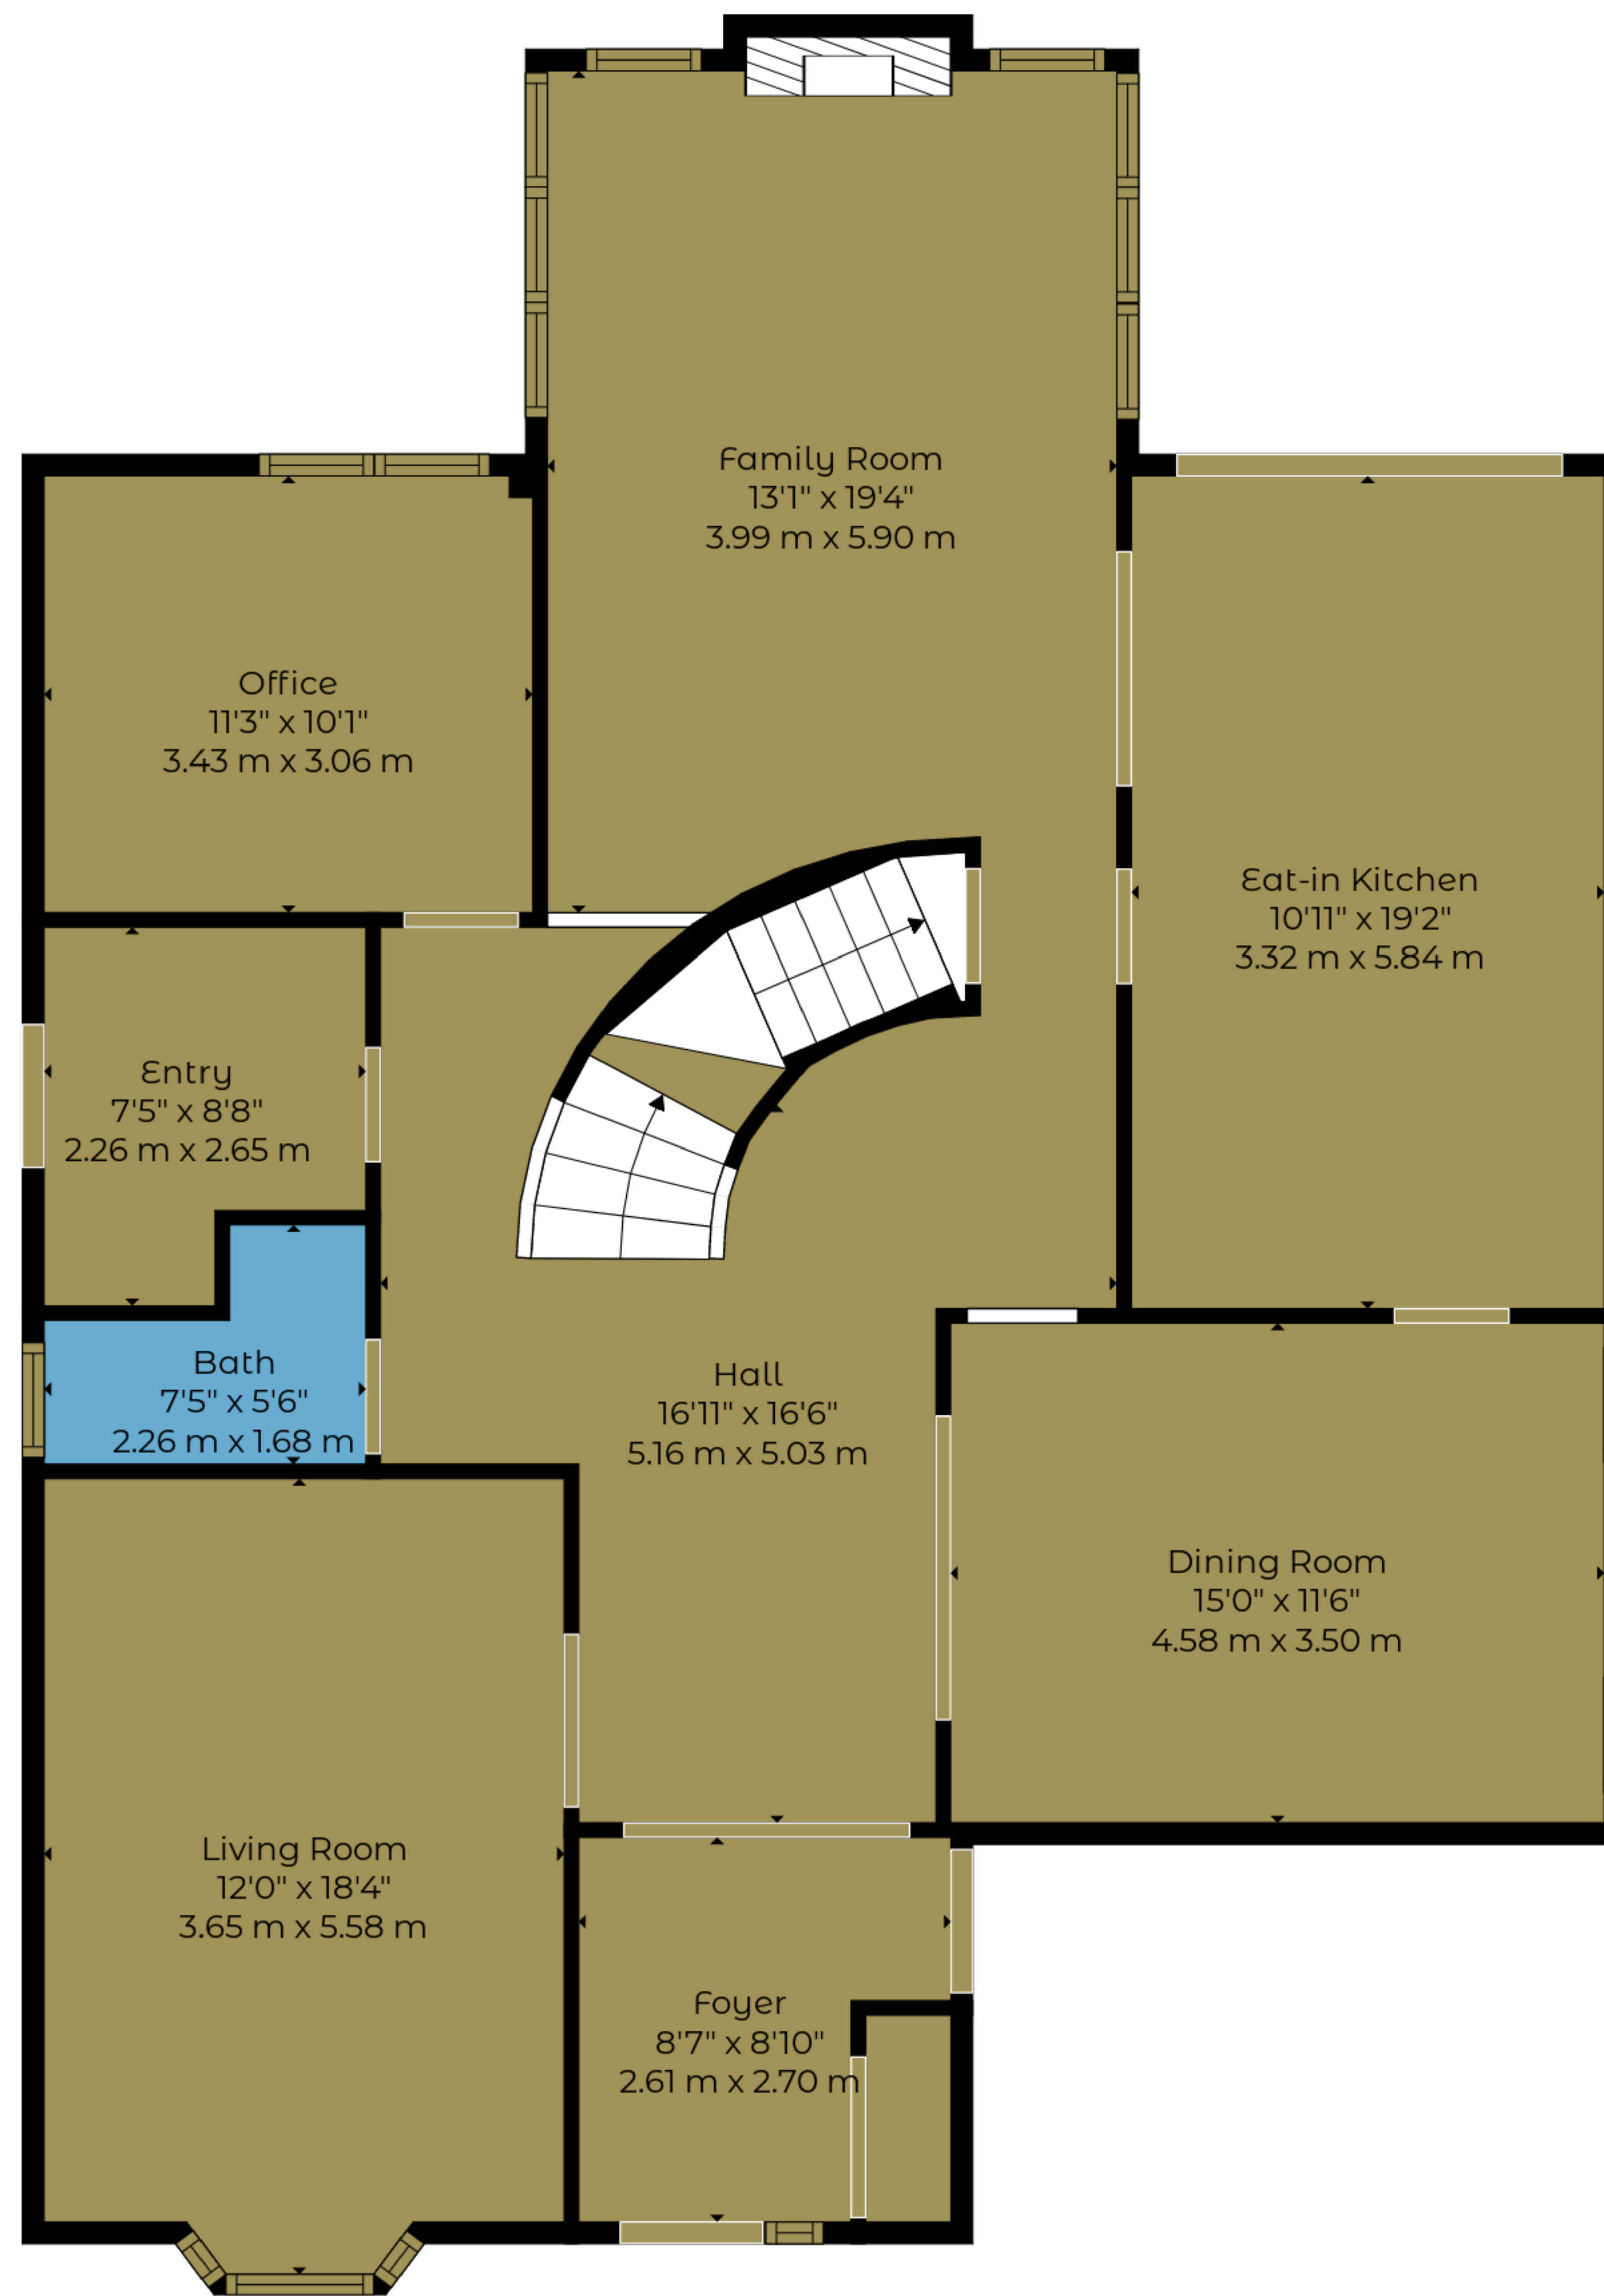 Family Room
13'1" x 19'4"
3.99 m x 5.90 m
Office
11'3" x 10'1"
3.43 m x 3.06 m
Eat-in Kitchen
10'11" x 19'2"
3.32 m x 5.84 m
Entry
7'5" x 8'8"
2.26 m x 2.65 m
Bath
7'5" x 5'6"
2.26 m x 1.68 m
Hall
16'11" x 16'6"
5.16 m x 5.03 m
Dining Room
15'0" x 11'6"
4.58 m x 3.50 m
Living Room
12'0" x 18'4"
3.65 m x 5.58 m
Foyer
8'7" x 8'10"
2.61 m x 2.70 m